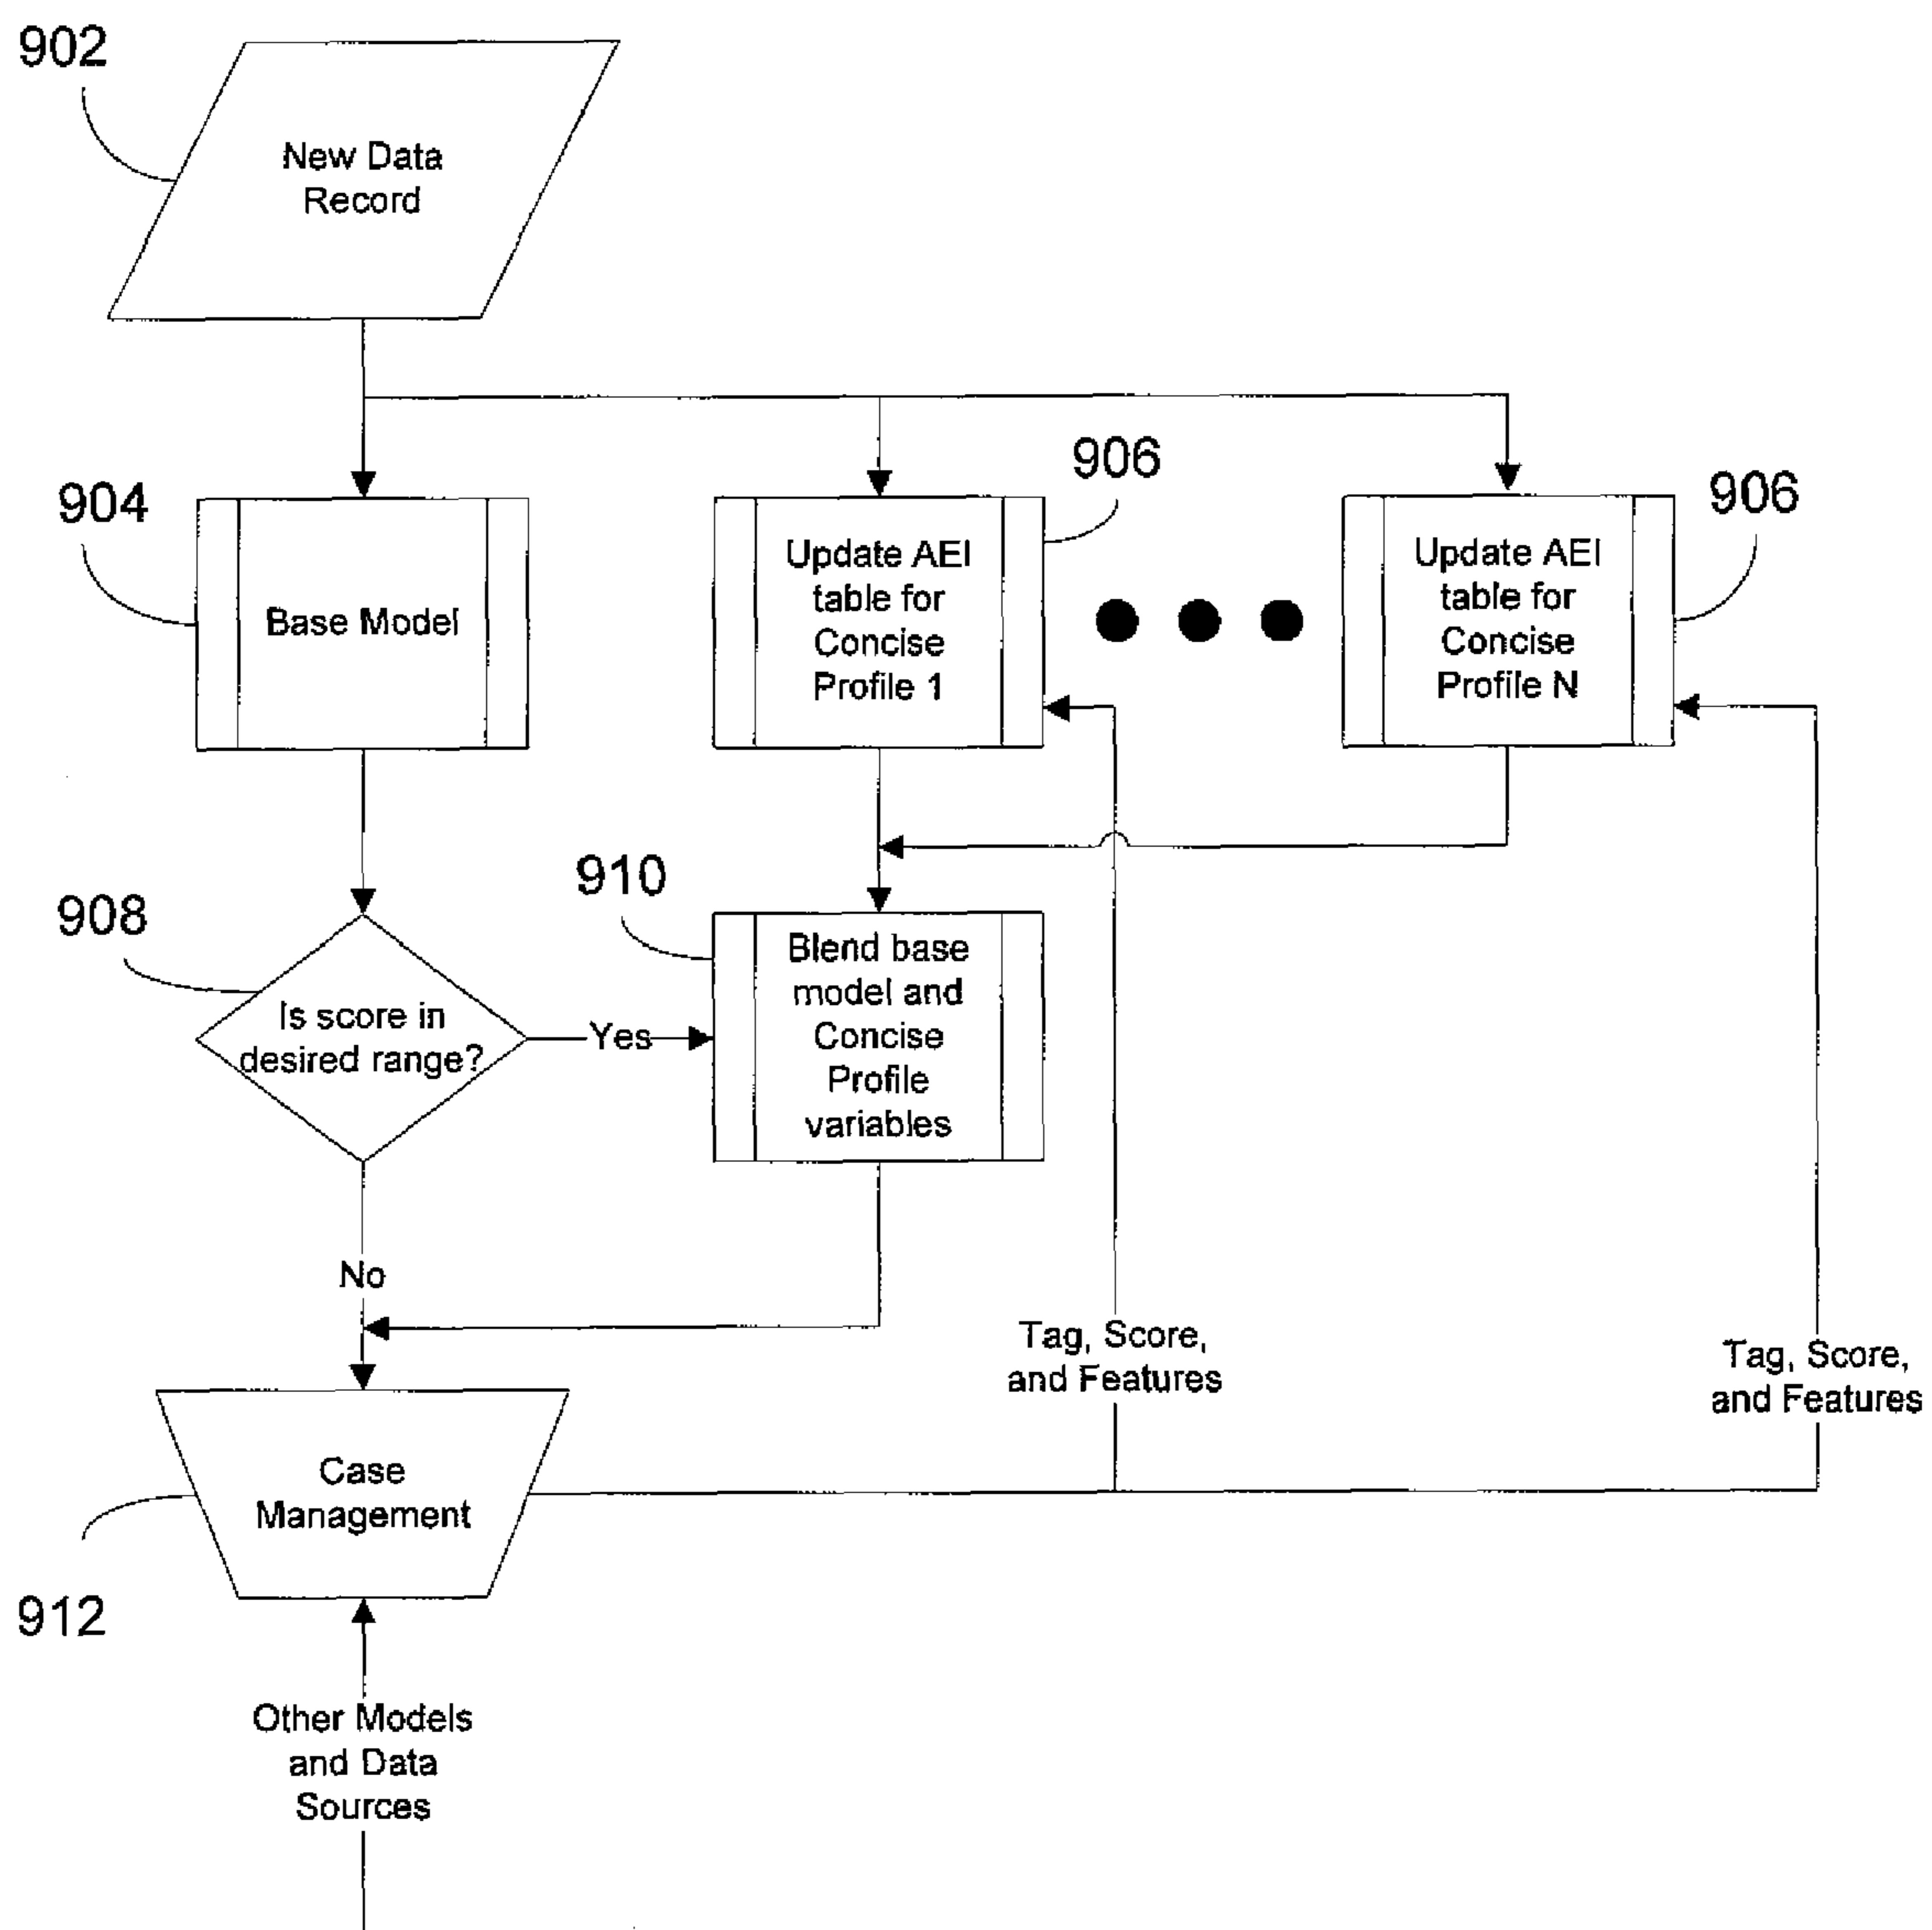 902
New Data
Record
904
Base Model
906
Update AEI
table for
Concise
Profile 1
906
Update AEI
table for
Concise
Profile N
908
Is score in
desired range?
Yes
910
Blend base
model and
Concise
Profile
variables
No
Tag, Score,
and Features
Tag, Score,
and Features
Case
Management
912
Other Models
and Data
Sources